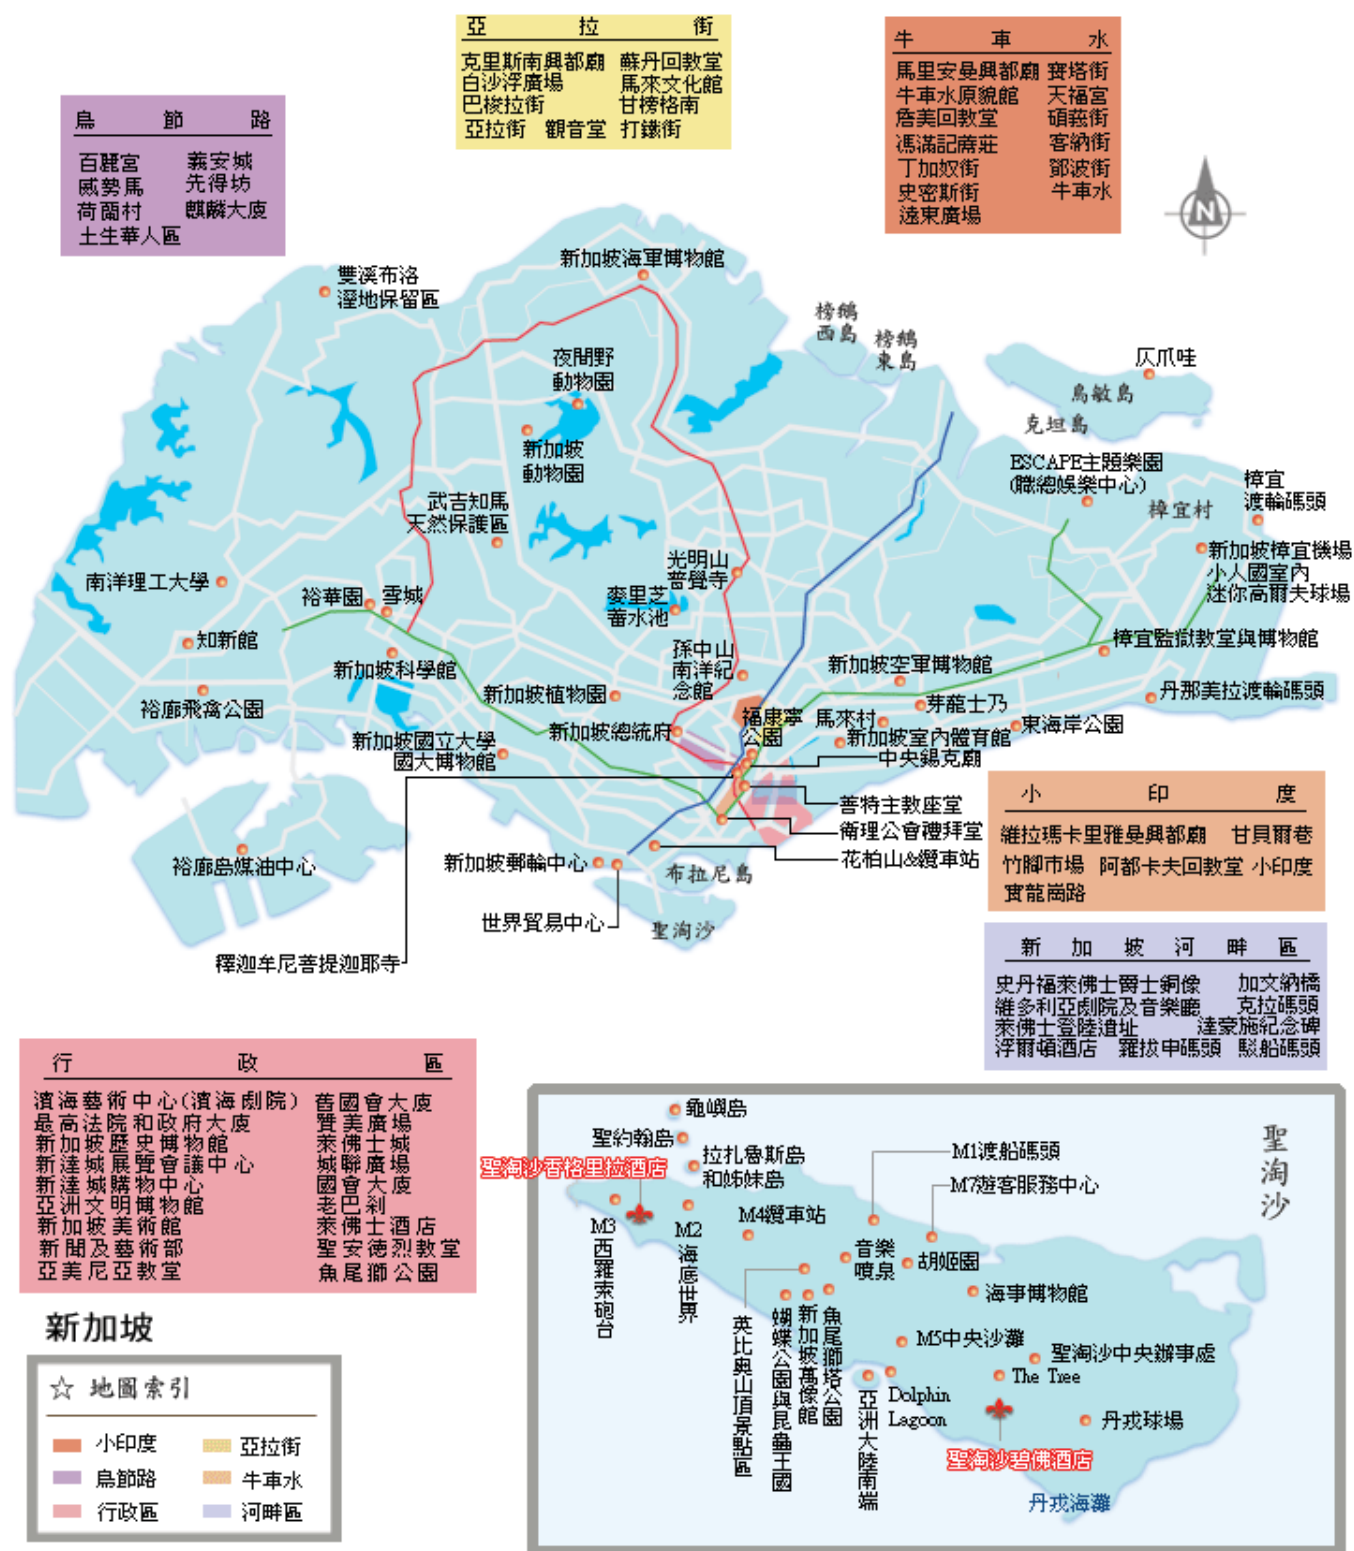 亞拉街
克里斯南興都廟 蘇丹回教堂
白沙浮廣場 馬來文化館
巴梭拉街 甘榜格南
亞拉街 觀音堂 打鐵街
牛車水
馬里安曼興都廟 寶塔街
牛車水原貌館 天福宮
詹美回教堂 碩莪街
馮滿記蓆莊 客納街
丁加奴街 鄧波街
史密斯街 牛車水
遠東廣場
烏節路
百麗宮 義安城
威勢馬 先得坊
荷蘭村 麒麟大廈
土生華人區
N
新加坡海軍博物館
雙溪布洛
溼地保留區
榜鵝
西島
榜鵝
東島
夜間野
動物園
仄爪哇
烏敏島
克坦島
新加坡
動物園
ESCAPE主題樂園
(職總娛樂中心)
樟宜
渡輪碼頭
武吉知馬
天然保護區
樟宜村
光明山
普覺寺
新加坡樟宜機場
小人國室內
迷你高爾夫球場
南洋理工大學
裕華園
雪城
麥里芝
蓄水池
知新館
新加坡科學館
孫中山
南洋紀
念館
新加坡空軍博物館
樟宜監獄教堂與博物館
裕廊飛禽公園
新加坡植物園
芽蘢士乃
丹那美拉渡輪碼頭
新加坡總統府
福康寧
公園
馬來村
東海岸公園
新加坡國立大學
國大博物館
新加坡室內體育館
中央錫克廟
善特主教座堂
衛理公會禮拜堂
花柏山&纜車站
裕廊島媒油中心
新加坡郵輪中心
布拉尼島
世界貿易中心
聖淘沙
釋迦牟尼菩提迦耶寺
小印度
維拉瑪卡里雅曼興都廟 甘貝爾巷
竹腳市場 阿都卡夫回教堂 小印度
實龍崗路
新加坡河畔區
史丹福萊佛士爵士銅像 加文納橋
維多利亞劇院及音樂廳 克拉碼頭
萊佛士登陸遺址 達豪施紀念碑
浮爾頓酒店 羅拔申碼頭 駁船碼頭
行政區
濱海藝術中心(濱海劇院) 舊國會大廈
最高法院和政府大廈 贊美廣場
新加坡歷史博物館 萊佛士城
新達城展覽會議中心 城聯廣場
新達城購物中心 國會大廈
亞洲文明博物館 老巴剎
新加坡美術館 萊佛士酒店
新聞及藝術部 聖安德烈教堂
亞美尼亞教堂 魚尾獅公園
龜嶼島
聖約翰島
拉扎魯斯島
和姊妹島
聖淘沙香格里拉酒店
M1渡船碼頭
M7遊客服務中心
聖淘沙
M3西羅索砲台
M2海底世界
M4纜車站
音樂
噴泉
胡姬園
海事博物館
英比奧山頂景點區
蝴蝶公園與昆蟲王國
新加坡萬像館
魚尾獅塔公園
M5中央沙灘
聖淘沙中央辦事處
The Tree
Dolphin
Lagoon
亞洲大陸南端
丹戎球場
聖淘沙碧佛酒店
丹戎海灘
新加坡
☆ 地圖索引
小印度 亞拉街
烏節路 牛車水
行政區 河畔區